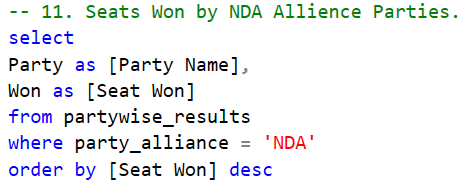 -- 11. Seats Won by NDA Allience Parties.
select
Party as [Party Name],
Won as [Seat Won]
from partywise_results
where party_alliance = 'NDA'
order by [Seat Won] desc